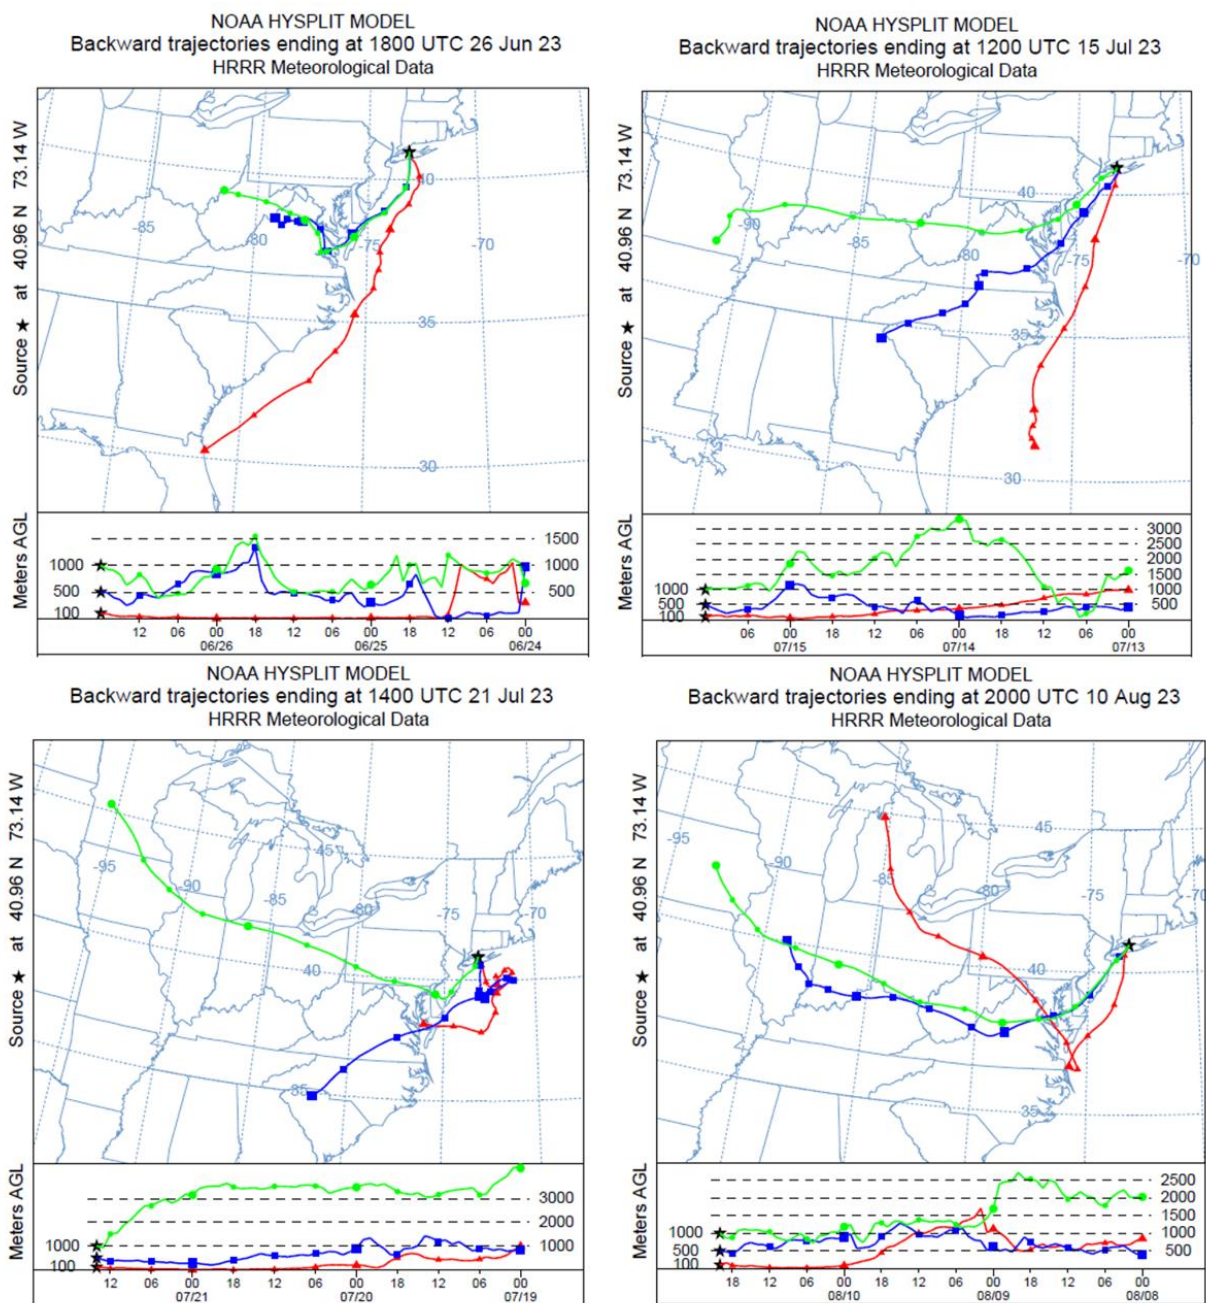 NOAA HYSPLIT MODEL
Backward trajectories ending at 1800 UTC 26 Jun 23
HRRR Meteorological Data
Source ★ at 40.96 N 73.14 W
40
-85
-80
-75
-70
35
30
Meters AGL
1500
1000 1000
500 500
100
12 06 00 18 12 06 00 18 12 06 00
06/26 06/25 06/24
NOAA HYSPLIT MODEL
Backward trajectories ending at 1200 UTC 15 Jul 23
HRRR Meteorological Data
Source ★ at 40.96 N 73.14 W
40
-90
-85
-80
-75
-70
35
30
Meters AGL
3000
2500
2000
1500
1000 1000
500 500
100
06 00 18 12 06 00 18 12 06 00
07/15 07/14 07/13
NOAA HYSPLIT MODEL
Backward trajectories ending at 1400 UTC 21 Jul 23
HRRR Meteorological Data
Source ★ at 40.96 N 73.14 W
45
-95
-90
-85
-80
-75
-70
40
35
Meters AGL
3000
2000
1000 1000
100
12 06 00 18 12 06 00 18 12 06 00
07/21 07/20 07/19
NOAA HYSPLIT MODEL
Backward trajectories ending at 2000 UTC 10 Aug 23
HRRR Meteorological Data
Source ★ at 40.96 N 73.14 W
45
-95
-90
-85
-80
-75
-70
40
35
Meters AGL
2500
2000
1500
1000 1000
500 500
100
18 12 06 00 18 12 06 00 18 12 06 00
08/10 08/09 08/08